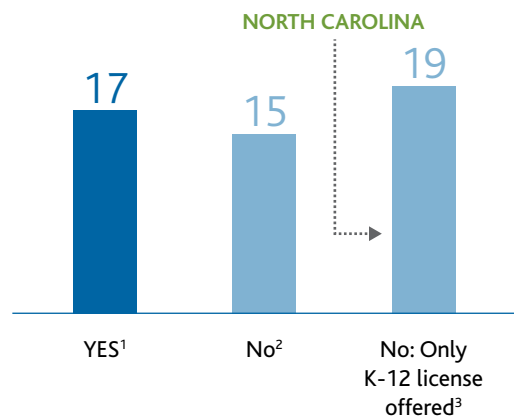 NORTH CAROLINA
17
15
19
YES¹
No²
No: Only
K-12 license
offered³